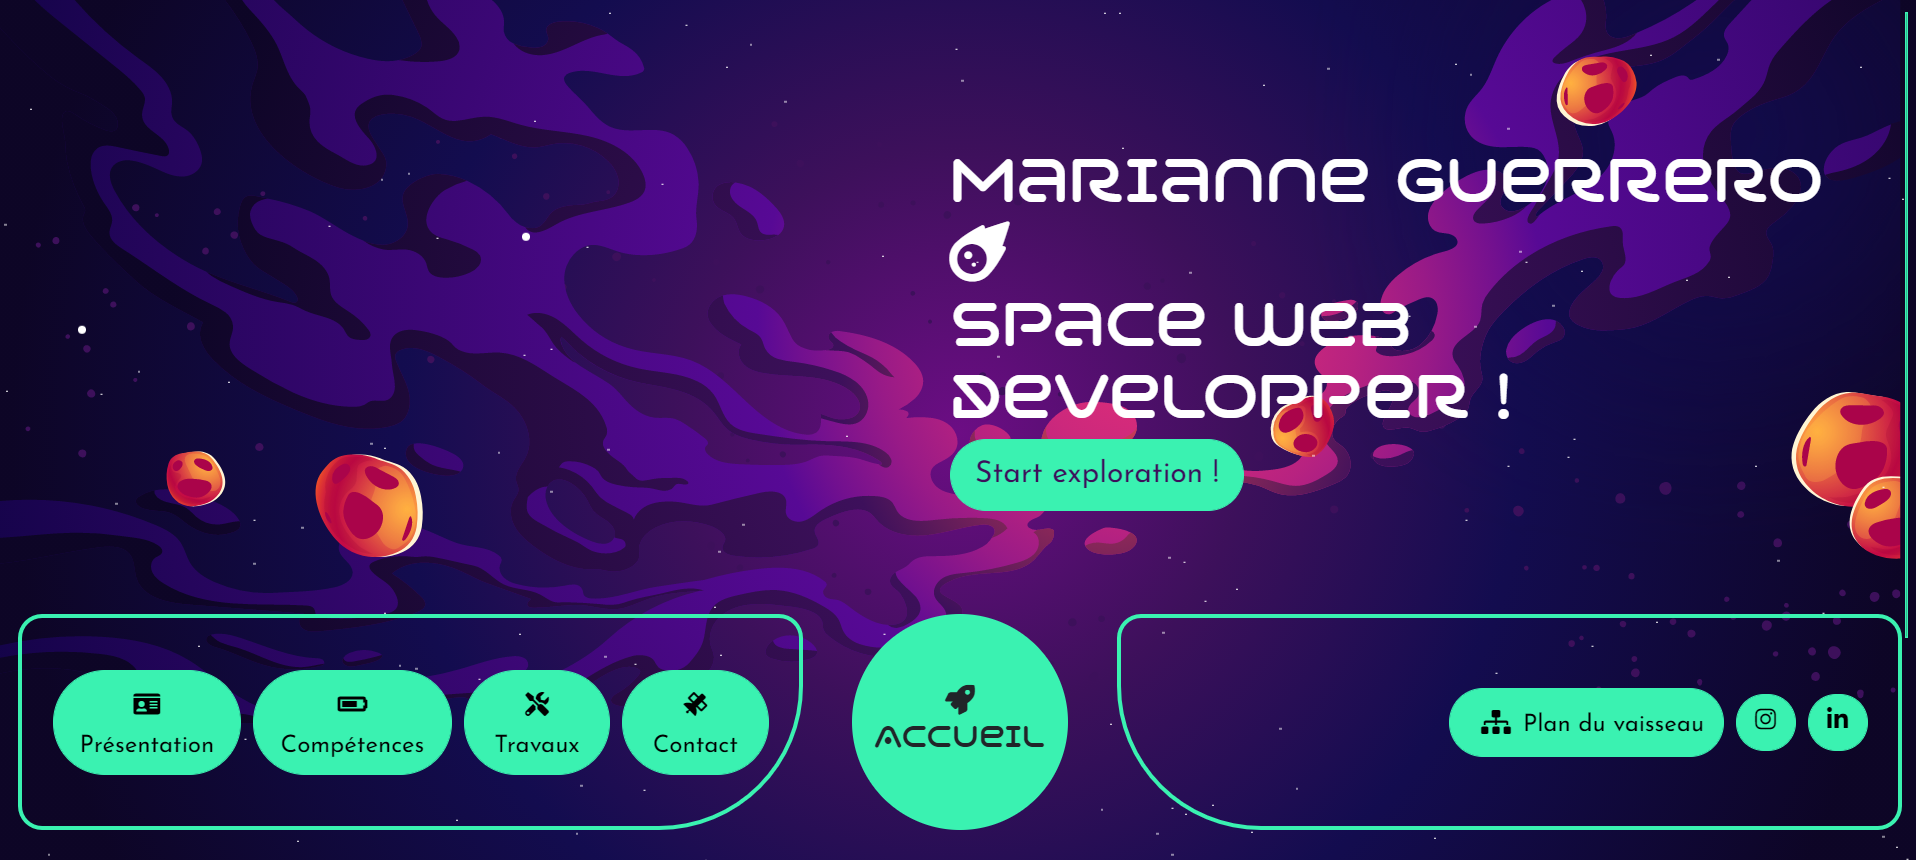 Marianne Guerrero
Space Web
Developper !
Start exploration !
Présentation
Compétences
Travaux
Contact
Accueil
Plan du vaisseau
in